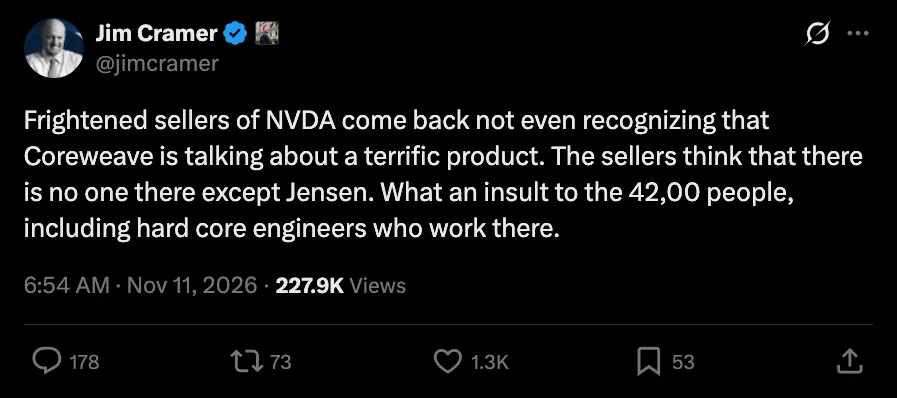 Jim Cramer
@jimcramer
Frightened sellers of NVDA come back not even recognizing that
Coreweave is talking about a terrific product. The sellers think that there
is no one there except Jensen. What an insult to the 42,00 people,
including hard core engineers who work there.
6:54 AM · Nov 11, 2026 · 227.9K Views
178 73 1.3K 53